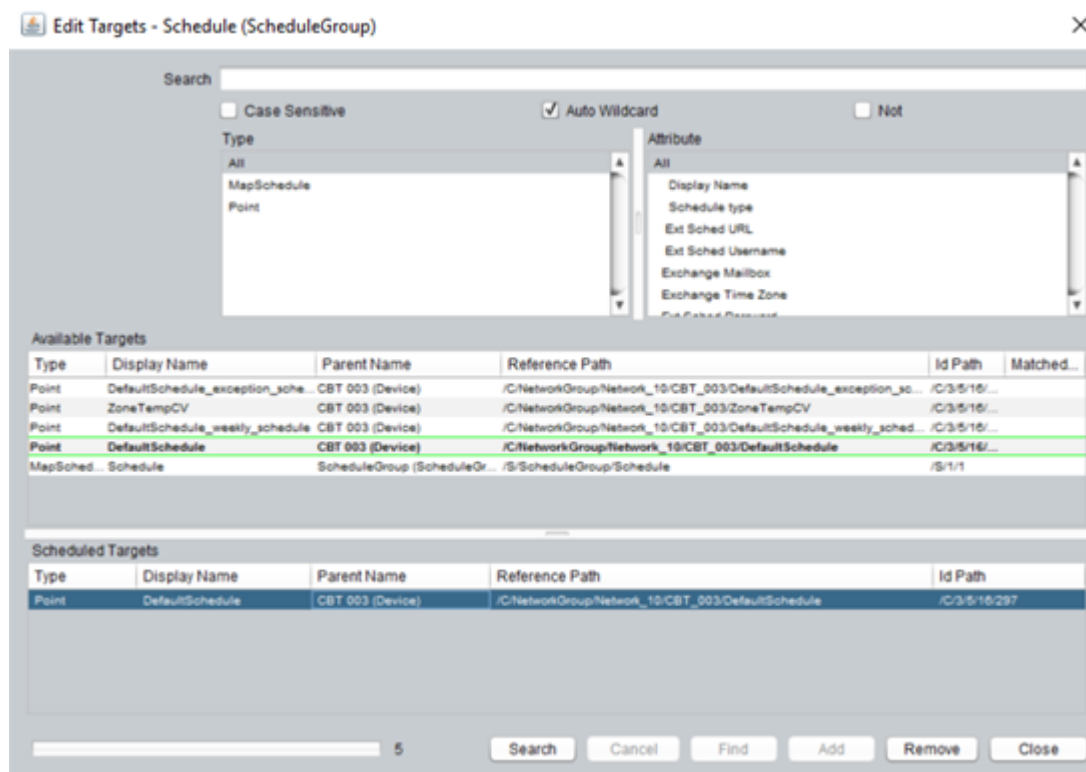 Edit Targets - Schedule (ScheduleGroup)
Search
Case Sensitive Auto Wildcard Not
Type Attribute
All All
MapSchedule Display Name
Point Schedule type
Ext Sched URL
Ext Sched Username
Exchange Mailbox
Exchange Time Zone
Available Targets
Type Display Name Parent Name Reference Path Id Path Matched...
Point DefaultSchedule_exception_sche... CBT 003 (Device) /C/NetworkGroup/Network_10/CBT_003/DefaultSchedule_exception_sc... /C/3/5/16/...
Point ZoneTempCV CBT 003 (Device) /C/NetworkGroup/Network_10/CBT_003/ZoneTempCV /C/3/5/16/...
Point DefaultSchedule_weekly_schedule CBT 003 (Device) /C/NetworkGroup/Network_10/CBT_003/DefaultSchedule_weekly_sched... /C/3/5/16/...
Point DefaultSchedule CBT 003 (Device) /C/NetworkGroup/Network_10/CBT_003/DefaultSchedule /C/3/5/16/...
MapSched... Schedule ScheduleGroup (ScheduleGr... /S/ScheduleGroup/Schedule /S/1/1
Scheduled Targets
Type Display Name Parent Name Reference Path Id Path
Point DefaultSchedule CBT 003 (Device) /C/NetworkGroup/Network_10/CBT_003/DefaultSchedule /C/3/5/16/297
5 Search Cancel Find Add Remove Close